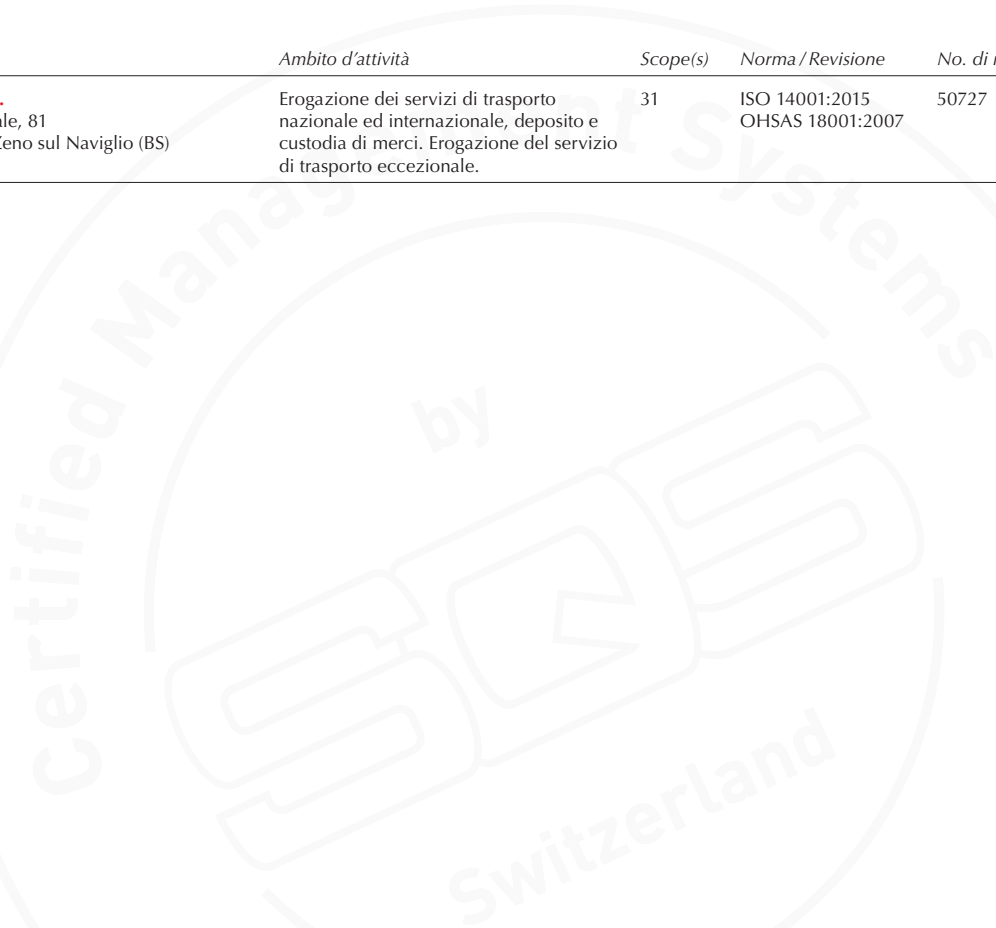 Ambito d'attività Scope(s) Norma / Revisione No. di
Erogazione dei servizi di trasporto 31 ISO 14001:2015 50727
81 nazionale ed internazionale, deposito e OHSAS 18001:2007
sul Naviglio (BS) custodia di merci. Erogazione del servizio
di trasporto eccezionale.
Certified Management Systems
by
SQS
Switzerland